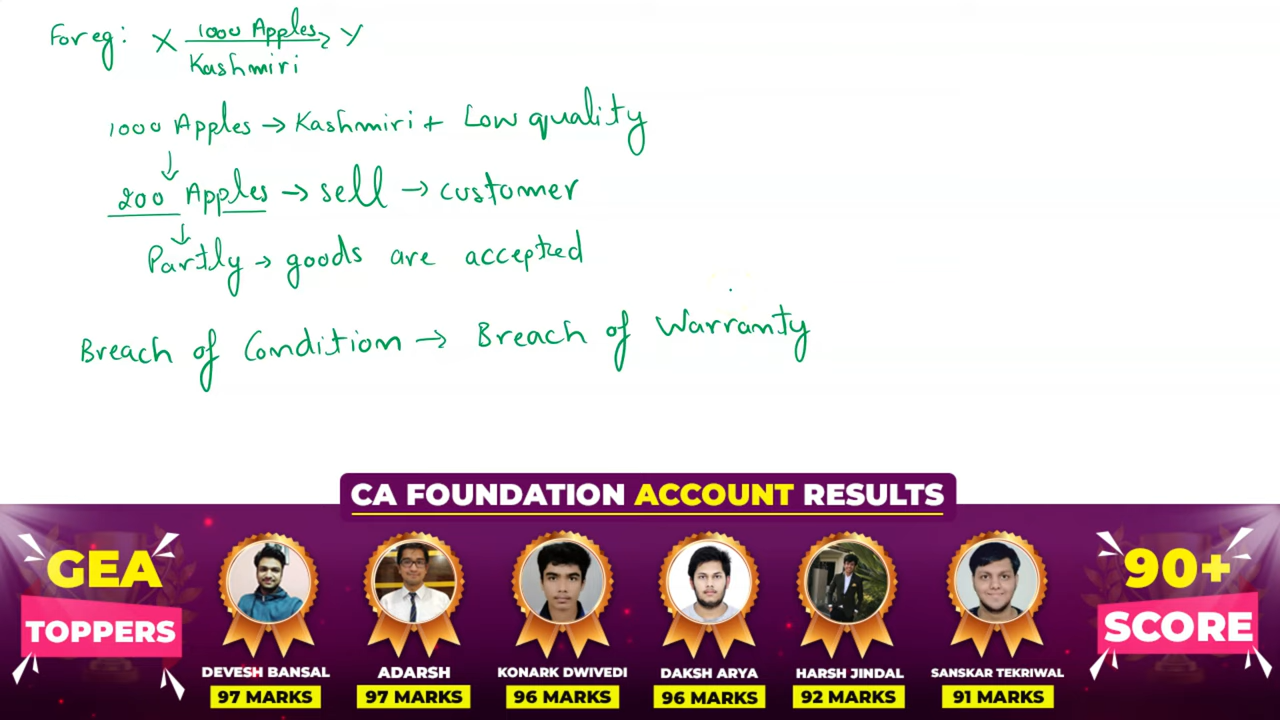 For eg: X 1000 Apples → Y
Kashmiri
1000 Apples → Kashmiri + Low quality
↓
200 Apples → sell → customer
↓
Partly → goods are accepted
Breach of Condition → Breach of Warranty
CA FOUNDATION ACCOUNT RESULTS
GEA
TOPPERS
DEVESH BANSAL
97 MARKS
ADARSH
97 MARKS
KONARK DWIVEDI
96 MARKS
DAKSH ARYA
96 MARKS
HARSH JINDAL
92 MARKS
SANSKAR TEKRIWAL
91 MARKS
90+
SCORE